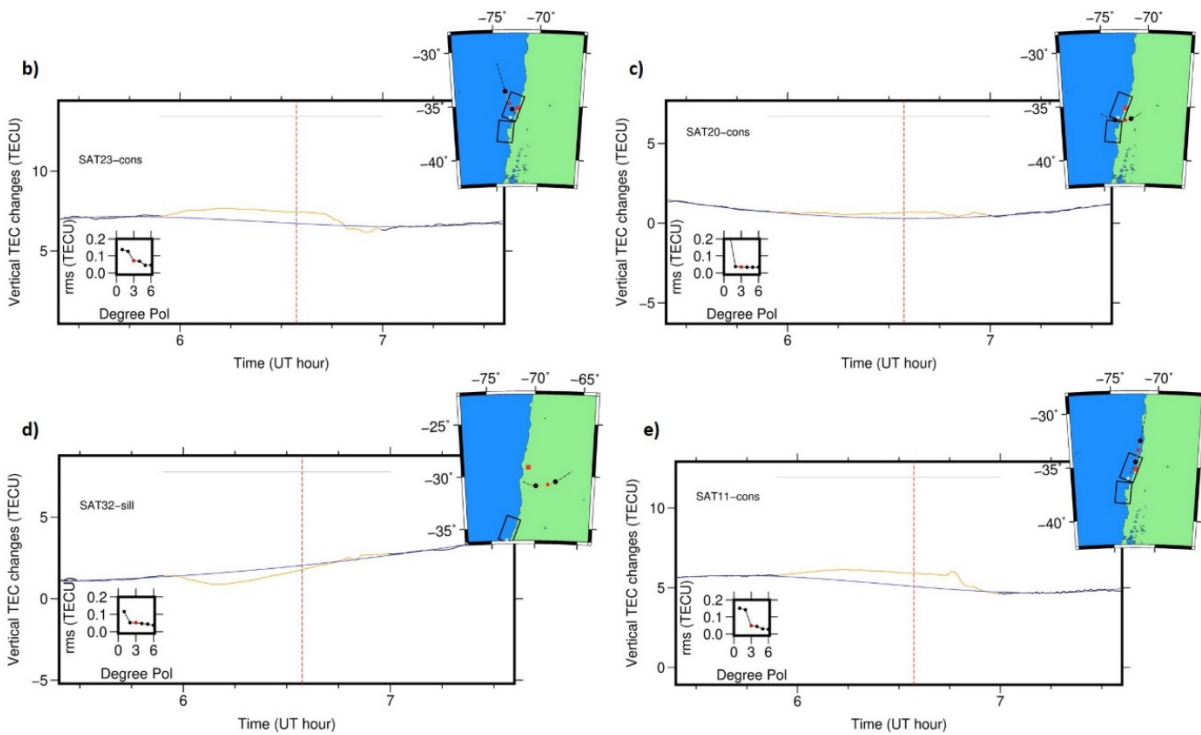 b)
−75˚ −70˚
−30˚
−35˚
−40˚
Vertical TEC changes (TECU)
10
5
SAT23−cons
rms (TECU)
0.2
0.1
0.0
0 3 6
Degree Pol
6 7
Time (UT hour)
c)
−75˚ −70˚
−30˚
−35˚
−40˚
Vertical TEC changes (TECU)
5
0
−5
SAT20−cons
rms (TECU)
0.2
0.1
0.0
0 3 6
Degree Pol
6 7
Time (UT hour)
d)
−75˚ −70˚ −65˚
−25˚
−30˚
−35˚
Vertical TEC changes (TECU)
5
0
−5
SAT32−sill
rms (TECU)
0.2
0.1
0.0
0 3 6
Degree Pol
6 7
Time (UT hour)
e)
−75˚ −70˚
−30˚
−35˚
−40˚
Vertical TEC changes (TECU)
10
5
0
SAT11−cons
rms (TECU)
0.2
0.1
0.0
0 3 6
Degree Pol
6 7
Time (UT hour)